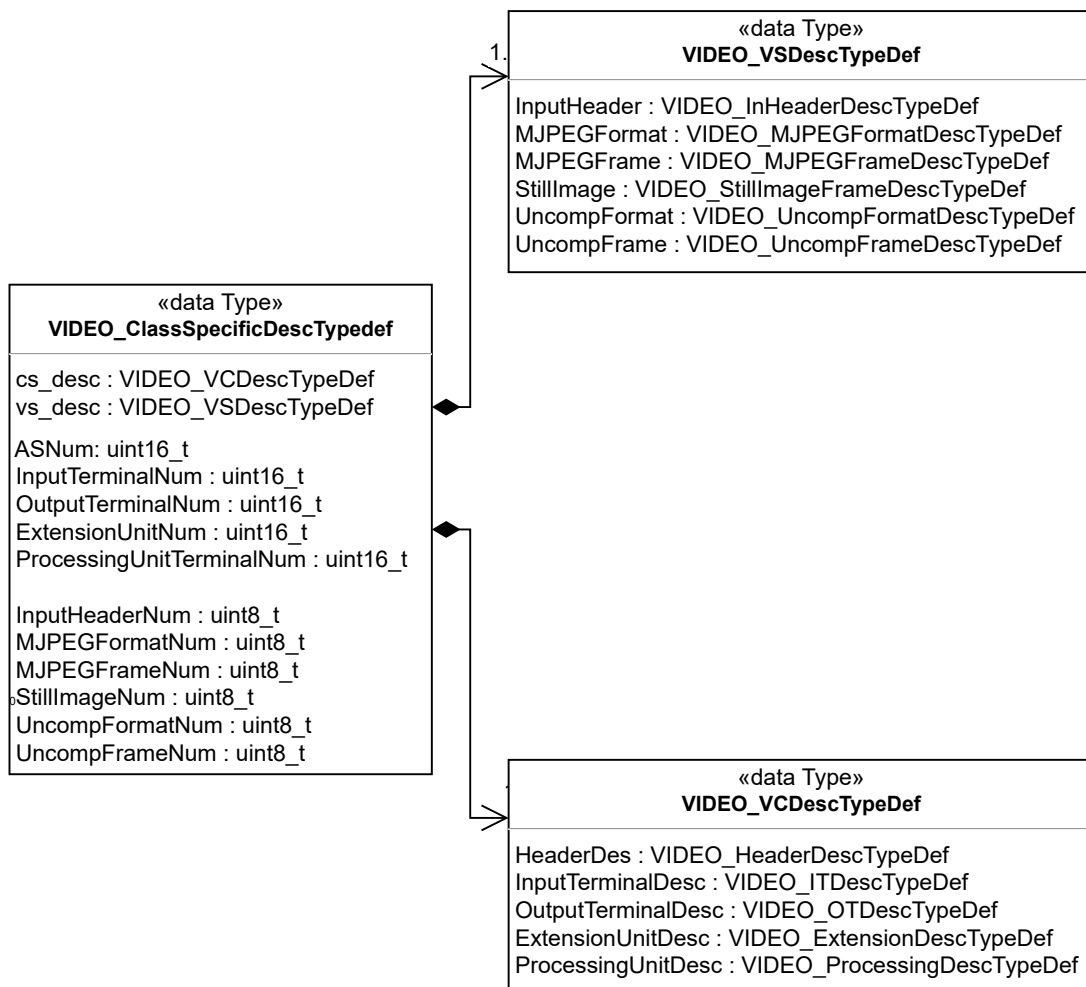 «data Type»
VIDEO_VSDescTypeDef
1.
InputHeader : VIDEO_InHeaderDescTypeDef
MJPEGFormat : VIDEO_MJPEGFormatDescTypeDef
MJPEGFrame : VIDEO_MJPEGFrameDescTypeDef
StillImage : VIDEO_StillImageFrameDescTypeDef
UncompFormat : VIDEO_UncompFormatDescTypeDef
UncompFrame : VIDEO_UncompFrameDescTypeDef
«data Type»
VIDEO_ClassSpecificDescTypedef
cs_desc : VIDEO_VCDescTypeDef
vs_desc : VIDEO_VSDescTypeDef
ASNum: uint16_t
InputTerminalNum : uint16_t
OutputTerminalNum : uint16_t
ExtensionUnitNum : uint16_t
ProcessingUnitTerminalNum : uint16_t
InputHeaderNum : uint8_t
MJPEGFormatNum : uint8_t
MJPEGFrameNum : uint8_t
StillImageNum : uint8_t
UncompFormatNum : uint8_t
UncompFrameNum : uint8_t
«data Type»
VIDEO_VCDescTypeDef
HeaderDes : VIDEO_HeaderDescTypeDef
InputTerminalDesc : VIDEO_ITDescTypeDef
OutputTerminalDesc : VIDEO_OTDescTypeDef
ExtensionUnitDesc : VIDEO_ExtensionDescTypeDef
ProcessingUnitDesc : VIDEO_ProcessingDescTypeDef